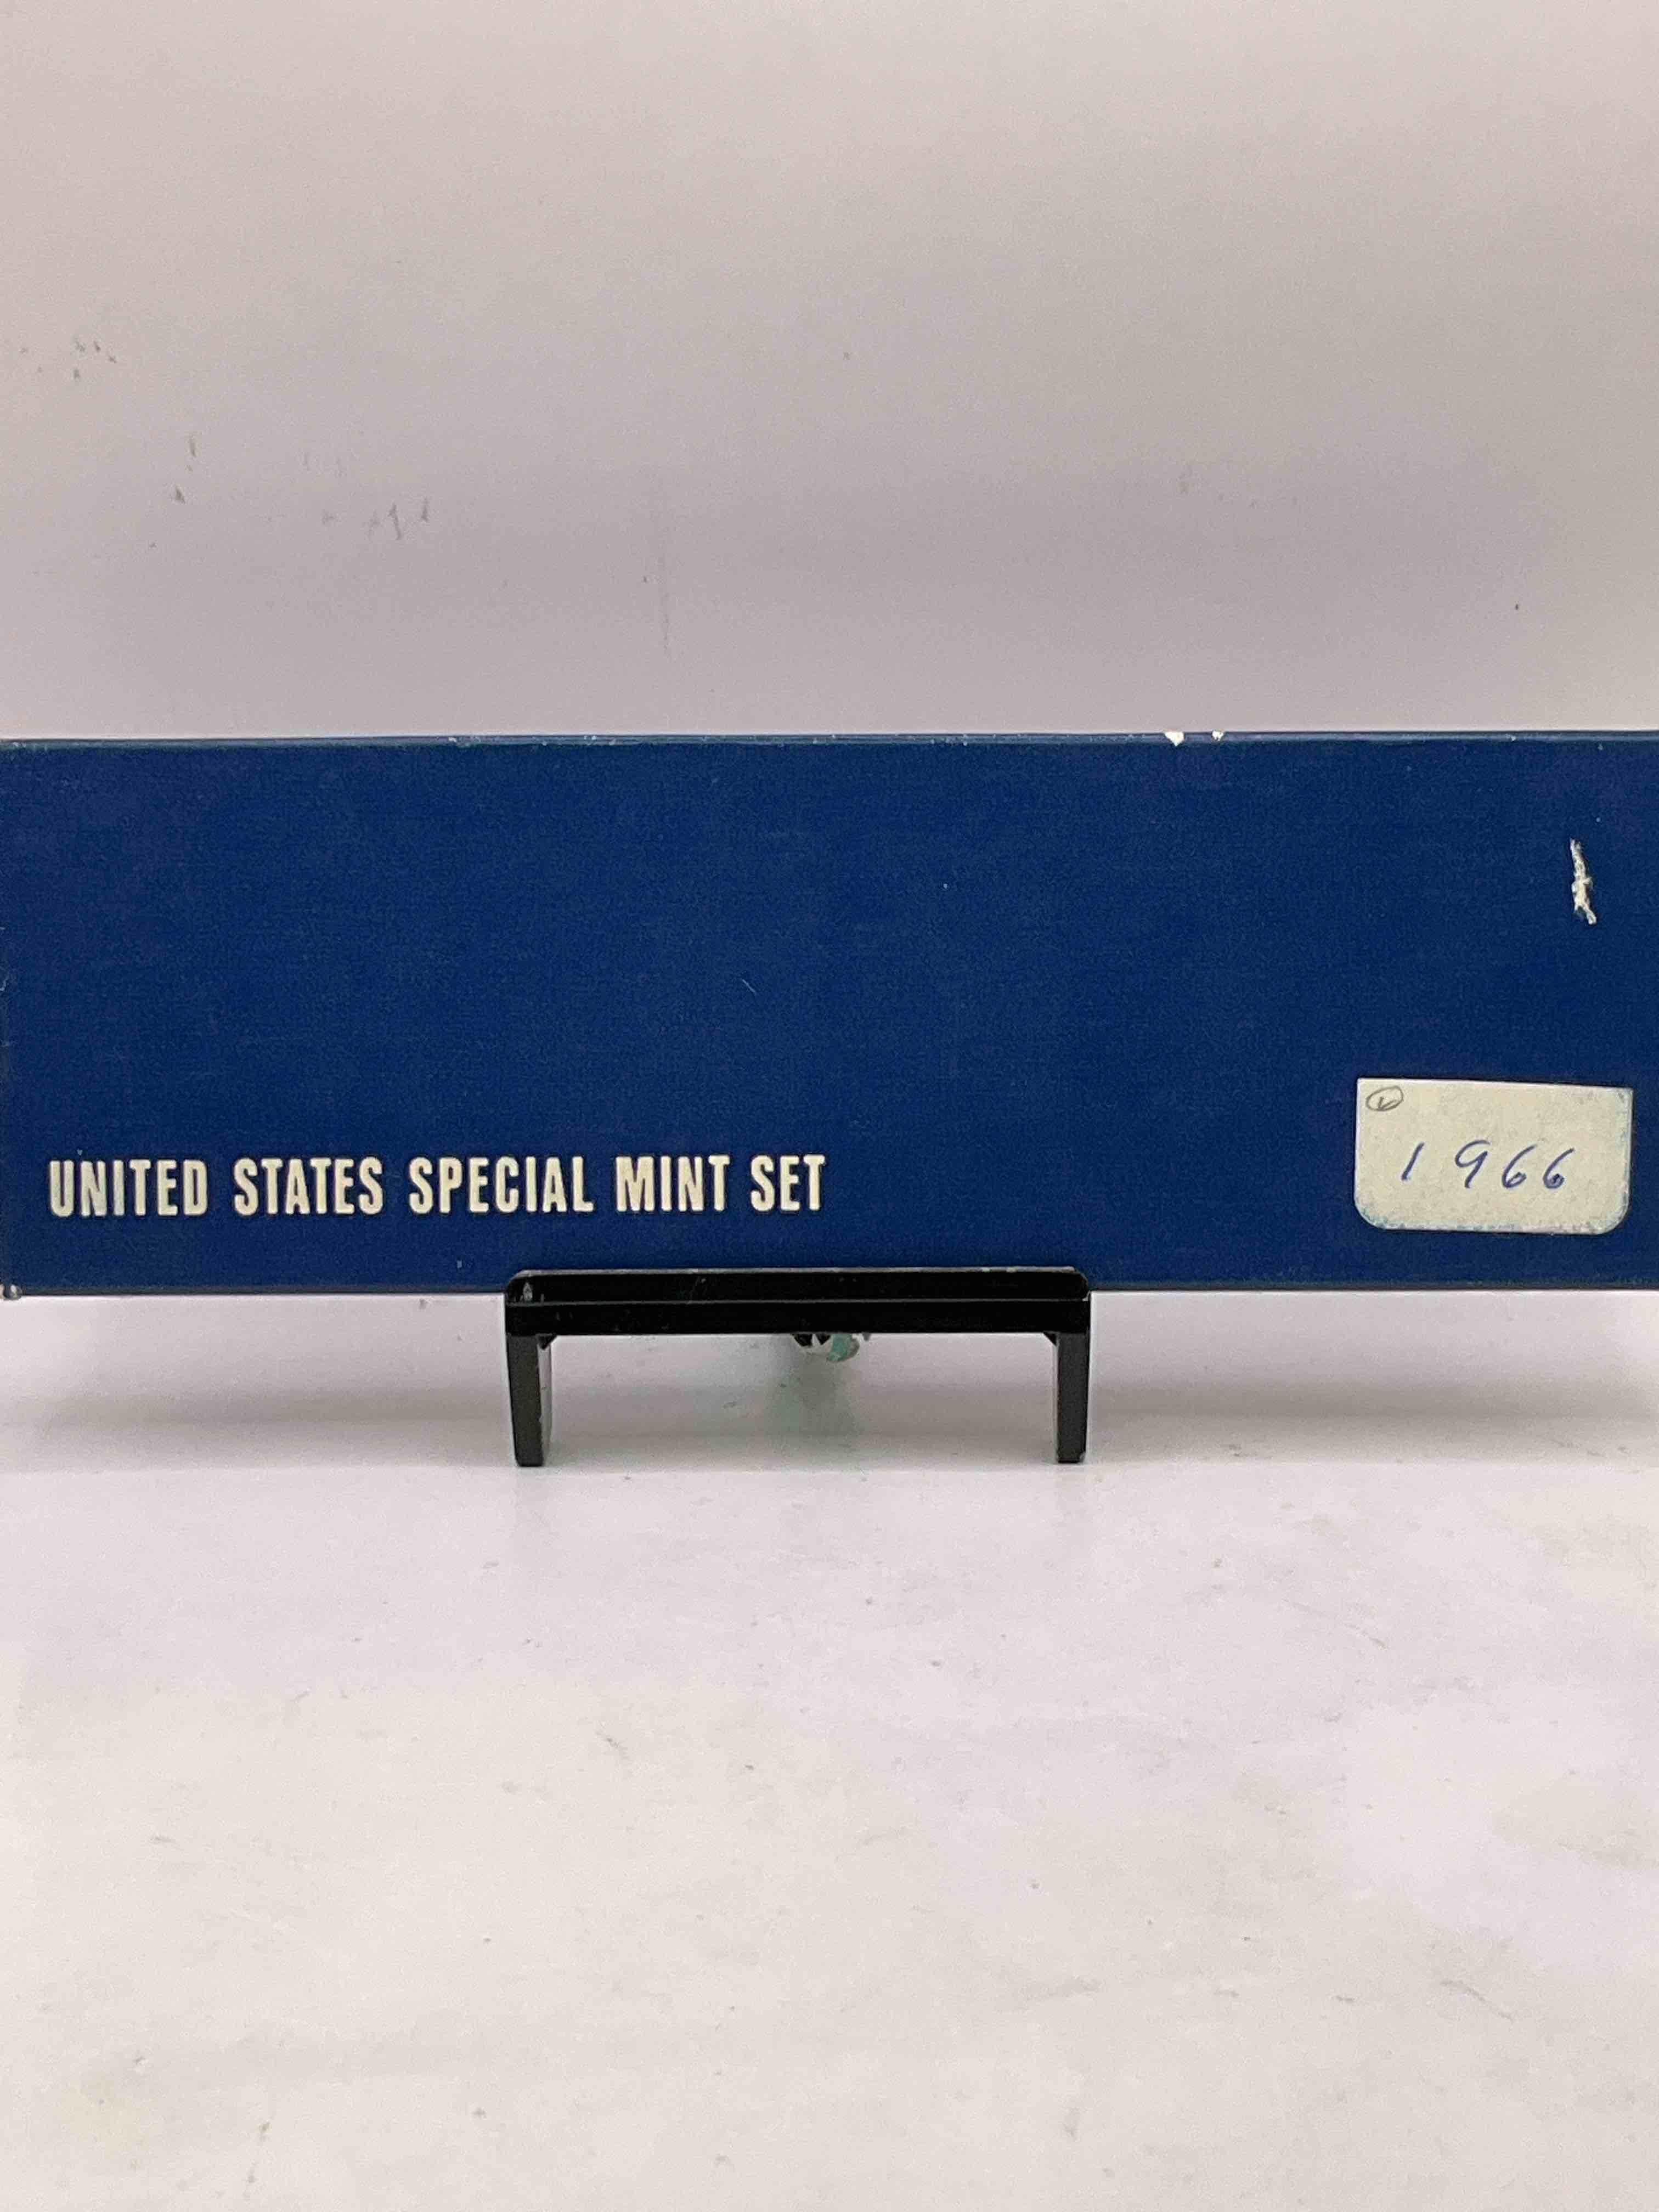 UNITED STATES SPECIAL MINT SET
1966